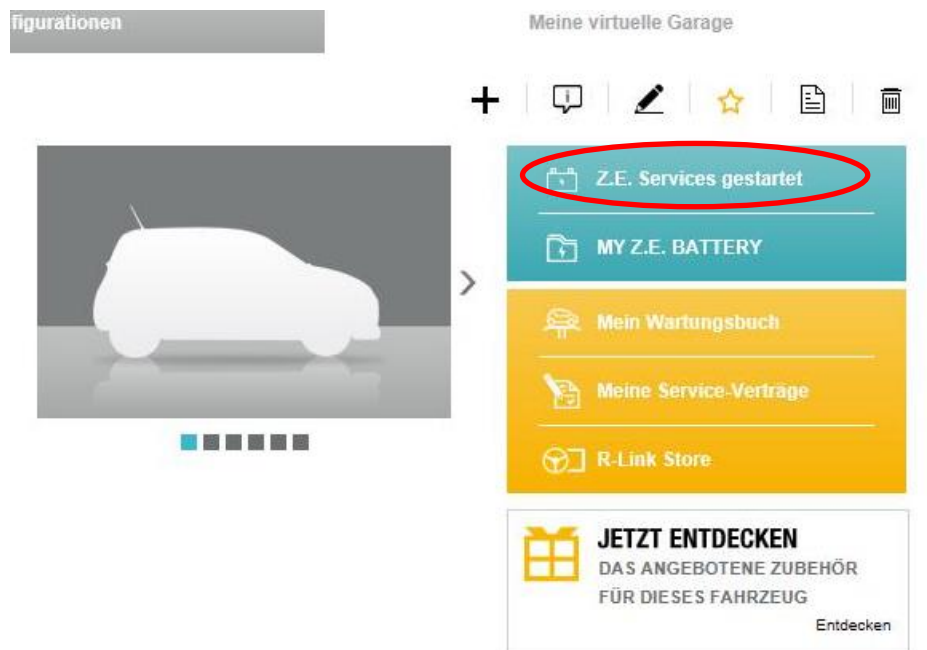 figurationen
Meine virtuelle Garage
Z.E. Services gestartet
MY Z.E. BATTERY
Mein Wartungsbuch
Meine Service-Verträge
R-Link Store
JETZT ENTDECKEN
DAS ANGEBOTENE ZUBEHÖR
FÜR DIESES FAHRZEUG
Entdecken